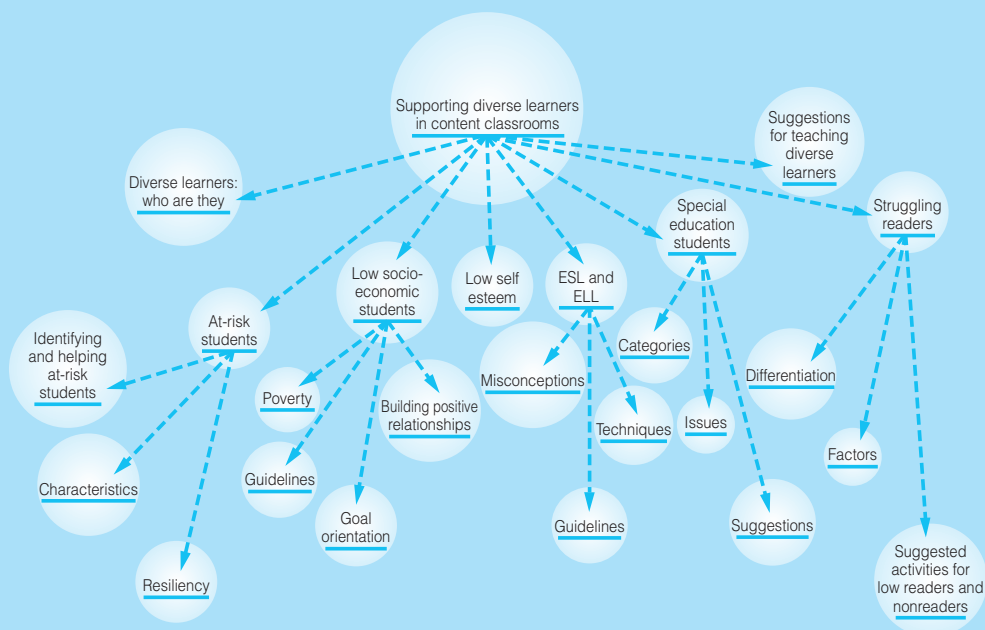 Supporting diverse learners
in content classrooms
Suggestions
for teaching
diverse
learners
Diverse learners:
who are they
Special
education
students
Struggling
readers
Low socio-
economic
students
Low self
esteem
ESL and
ELL
At-risk
students
Identifying
and helping
at-risk
students
Poverty
Building positive
relationships
Misconceptions
Categories
Differentiation
Techniques
Issues
Characteristics
Guidelines
Factors
Goal
orientation
Guidelines
Suggestions
Resiliency
Suggested
activities for
low readers and
nonreaders